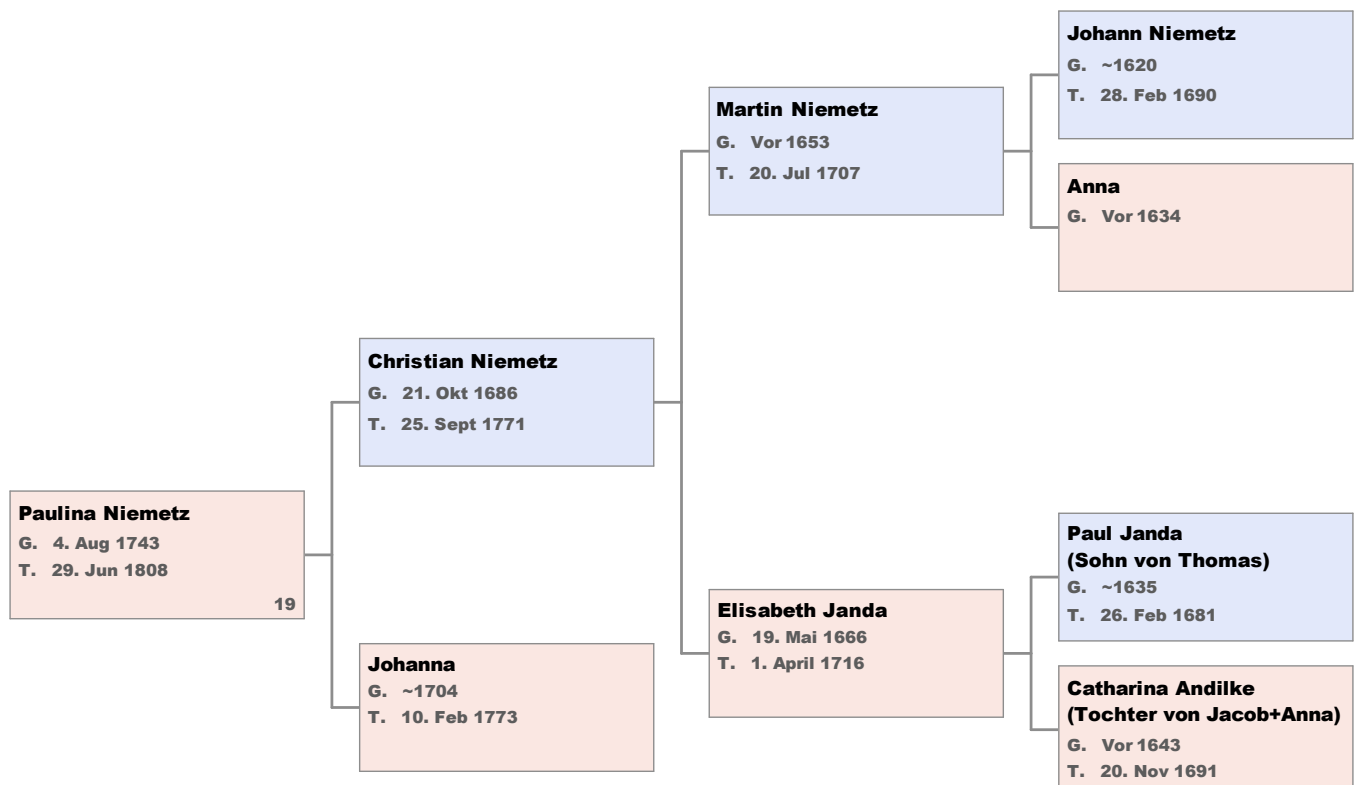 Johann Niemetz
G. ~1620
T. 28. Feb 1690
Martin Niemetz
G. Vor 1653
T. 20. Jul 1707
Anna
G. Vor 1634
Christian Niemetz
G. 21. Okt 1686
T. 25. Sept 1771
Paulina Niemetz
G. 4. Aug 1743
T. 29. Jun 1808
19
Paul Janda
(Sohn von Thomas)
G. ~1635
T. 26. Feb 1681
Elisabeth Janda
G. 19. Mai 1666
T. 1. April 1716
Johanna
G. ~1704
T. 10. Feb 1773
Catharina Andilke
(Tochter von Jacob+Anna)
G. Vor 1643
T. 20. Nov 1691